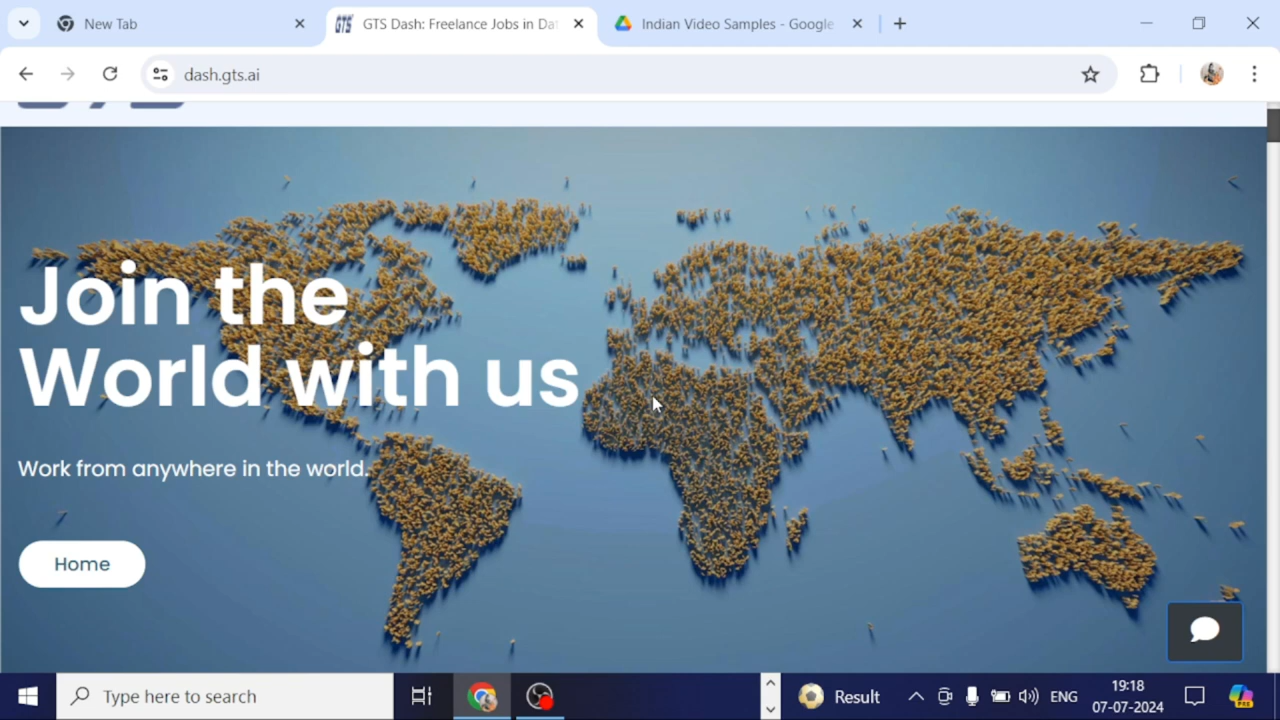 New Tab
GTS
GTS Dash: Freelance Jobs in Dat
Indian Video Samples - Google
dash.gts.ai
Join the
World with us
Work from anywhere in the world.
Home
Type here to search
Result
ENG
19:18
07-07-2024
PRE